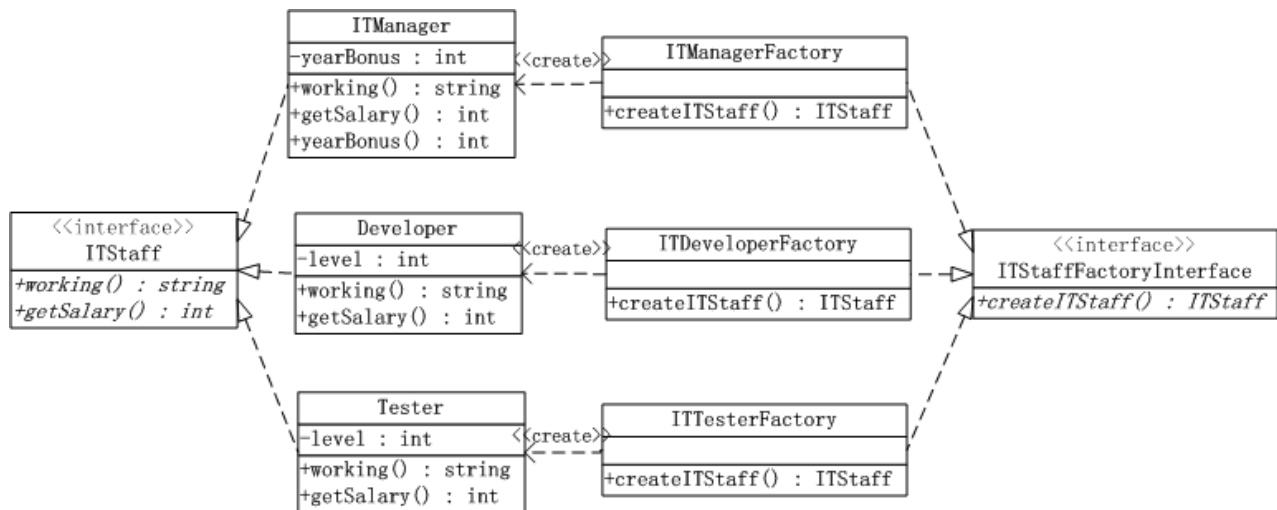 ITManager
-yearBonus : int
+working() : string
+getSalary() : int
+yearBonus() : int
<<create>>
ITManagerFactory
+createITStaff() : ITStaff
<<interface>>
ITStaff
+working() : string
+getSalary() : int
Developer
-level : int
+working() : string
+getSalary() : int
<<create>>
ITDeveloperFactory
+createITStaff() : ITStaff
<<interface>>
ITStaffFactoryInterface
+createITStaff() : ITStaff
Tester
-level : int
+working() : string
+getSalary() : int
<<create>>
ITTesterFactory
+createITStaff() : ITStaff